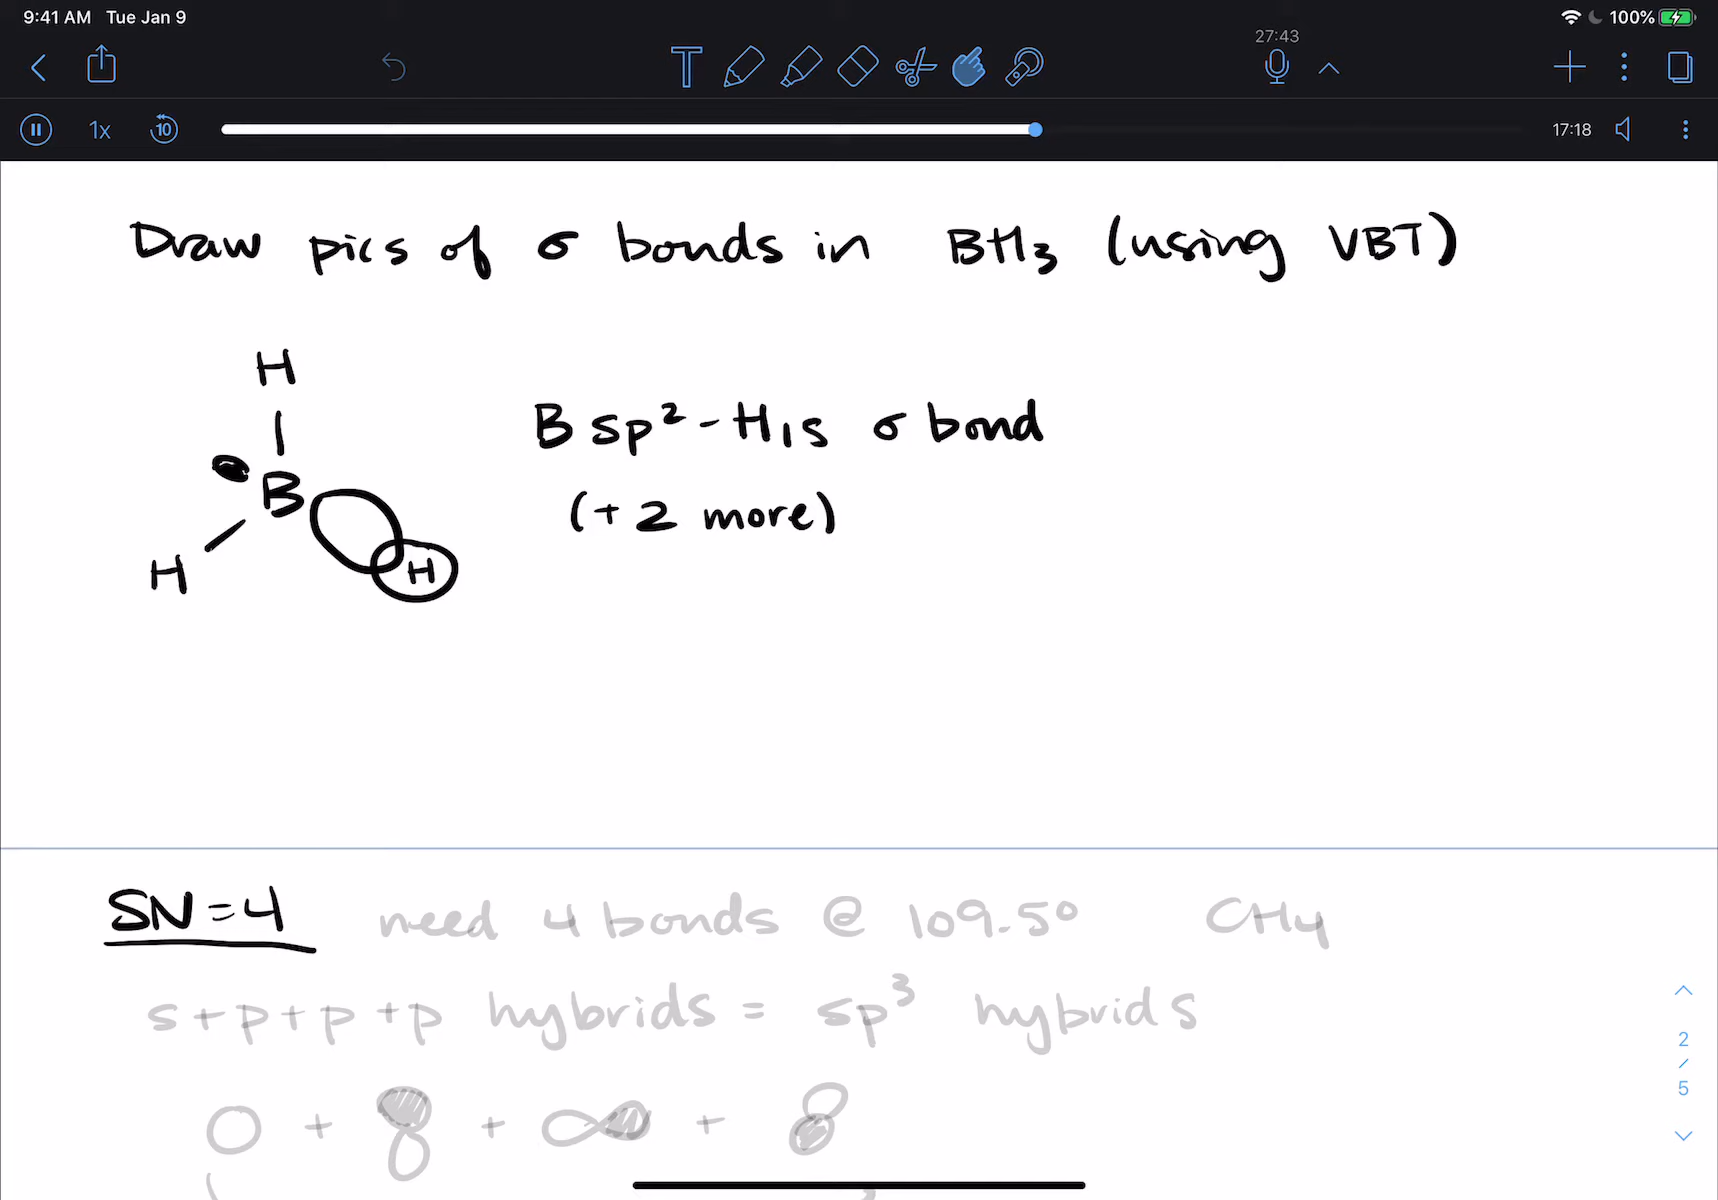 9:41 AM Tue Jan 9
100%
27:43
1x
10
17:18
Draw pics of σ bonds in BH₃ (using VBT)
H
B
H
H
B sp² - H 1s σ bond
(+ 2 more)
SN = 4 need 4 bonds @ 109.5° CH₄
s + p + p + p hybrids = sp³ hybrids
+ + +
2
/
5